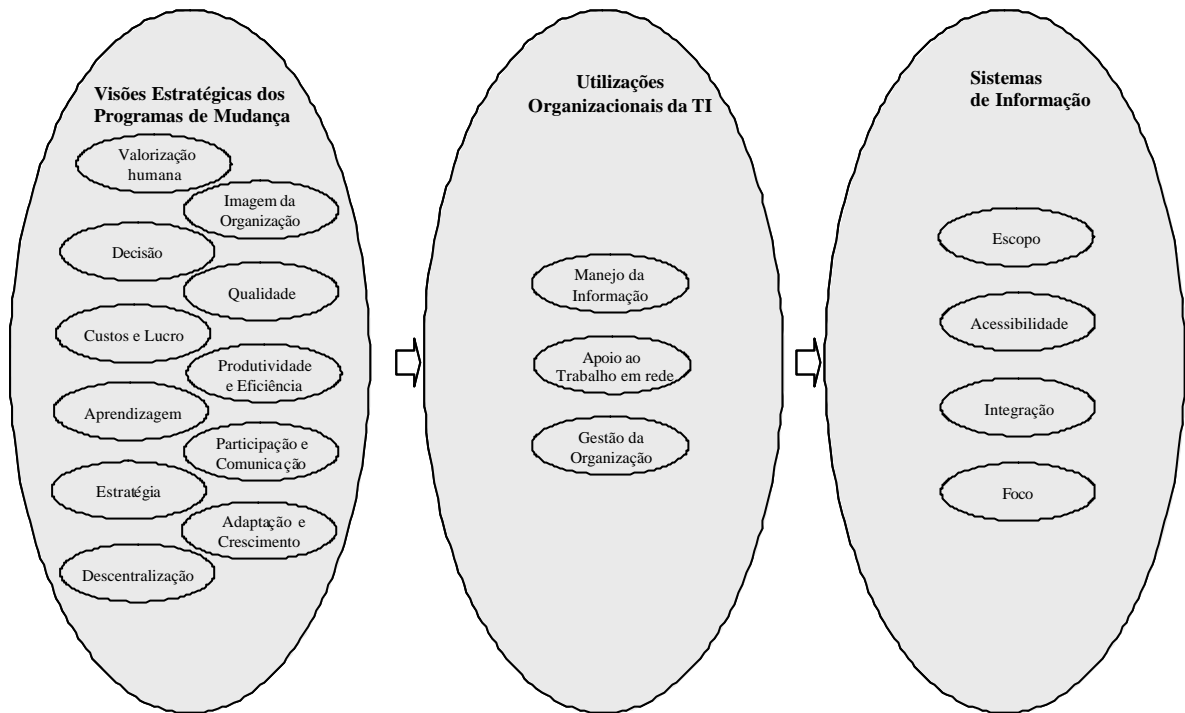 Visões Estratégicas dos
Programas de Mudança
Valorização
humana
Imagem da
Organização
Decisão
Qualidade
Custos e Lucro
Produtividade
e Eficiência
Aprendizagem
Participação e
Comunicação
Estratégia
Adaptação e
Crescimento
Descentralização
Utilizações
Organizacionais da TI
Manejo da
Informação
Apoio ao
Trabalho em rede
Gestão da
Organização
Sistemas
de Informação
Escopo
Acessibilidade
Integração
Foco